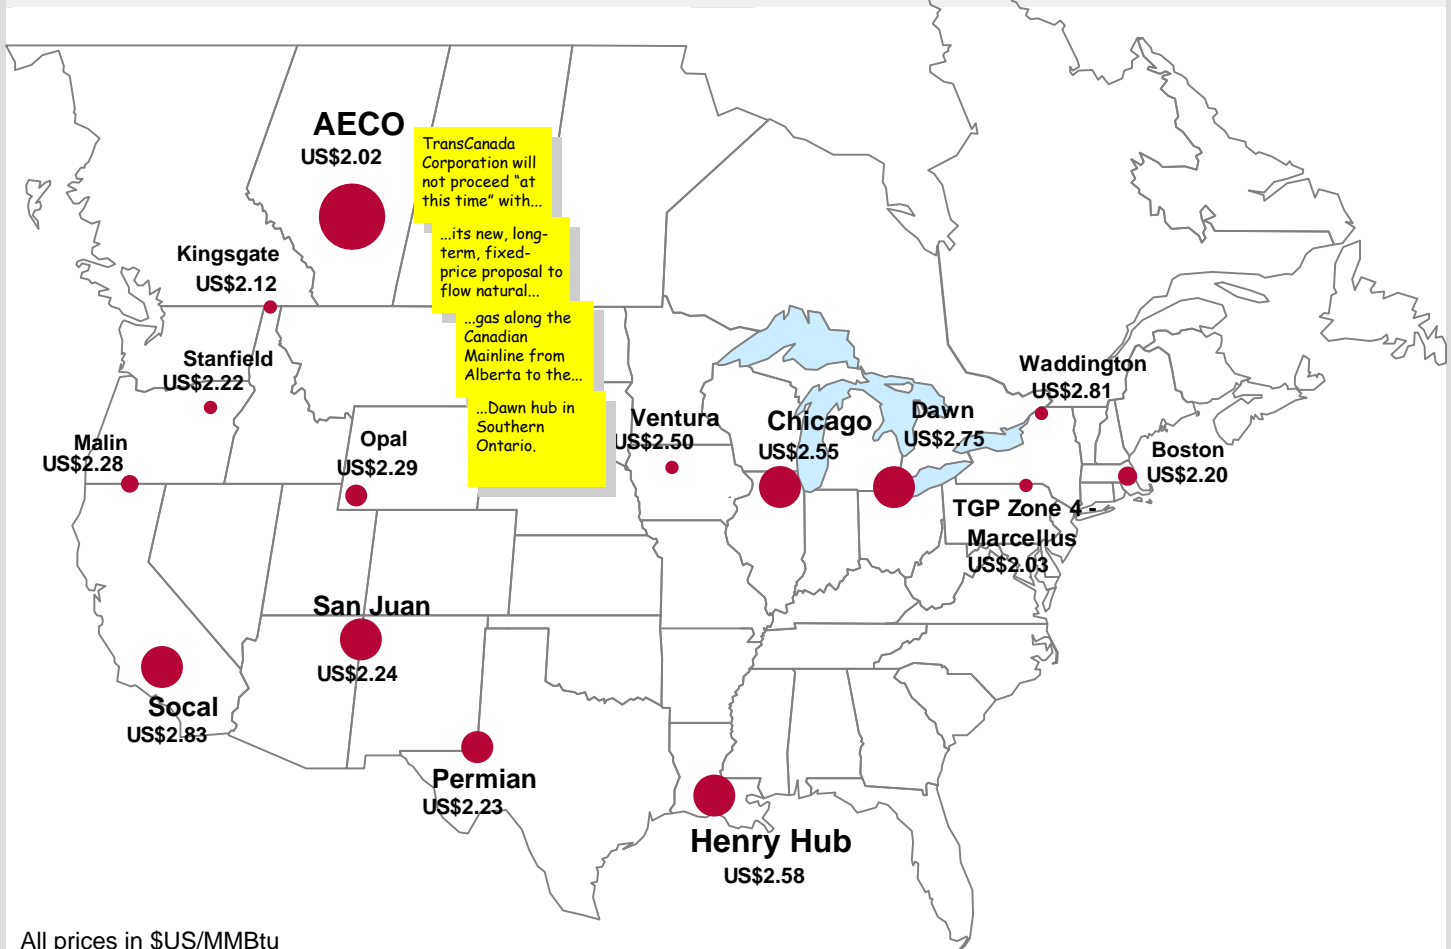 AECO
US$2.02
TransCanada
Corporation will
not proceed “at
this time” with...
...its new, long-
term, fixed-
price proposal to
flow natural...
...gas along the
Canadian
Mainline from
Alberta to the...
...Dawn hub in
Southern
Ontario.
Kingsgate
US$2.12
Stanfield
US$2.22
Malin
US$2.28
Opal
US$2.29
Ventura
US$2.50
Chicago
US$2.55
Dawn
US$2.75
Waddington
US$2.81
Boston
US$2.20
TGP Zone 4 -
Marcellus
US$2.03
San Juan
US$2.24
Socal
US$2.83
Permian
US$2.23
Henry Hub
US$2.58
All prices in $US/MMBtu